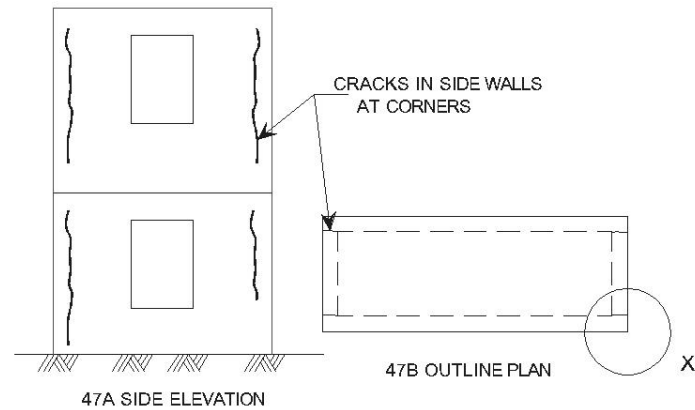 CRACKS IN SIDE WALLS
AT CORNERS
47B OUTLINE PLAN
X
47A SIDE ELEVATION